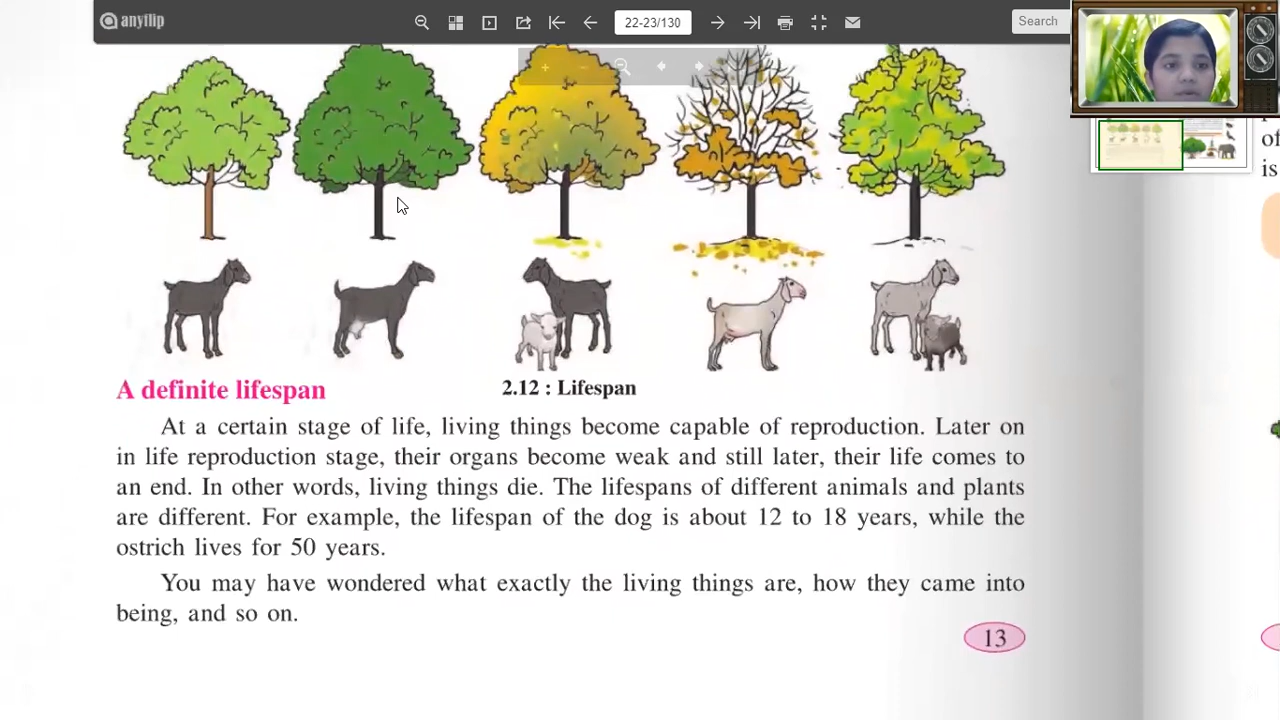 anyflip
22-23/130
Search
of
is
A definite lifespan
2.12 : Lifespan
At a certain stage of life, living things become capable of reproduction. Later on
in life reproduction stage, their organs become weak and still later, their life comes to
an end. In other words, living things die. The lifespans of different animals and plants
are different. For example, the lifespan of the dog is about 12 to 18 years, while the
ostrich lives for 50 years.
You may have wondered what exactly the living things are, how they came into
being, and so on.
13